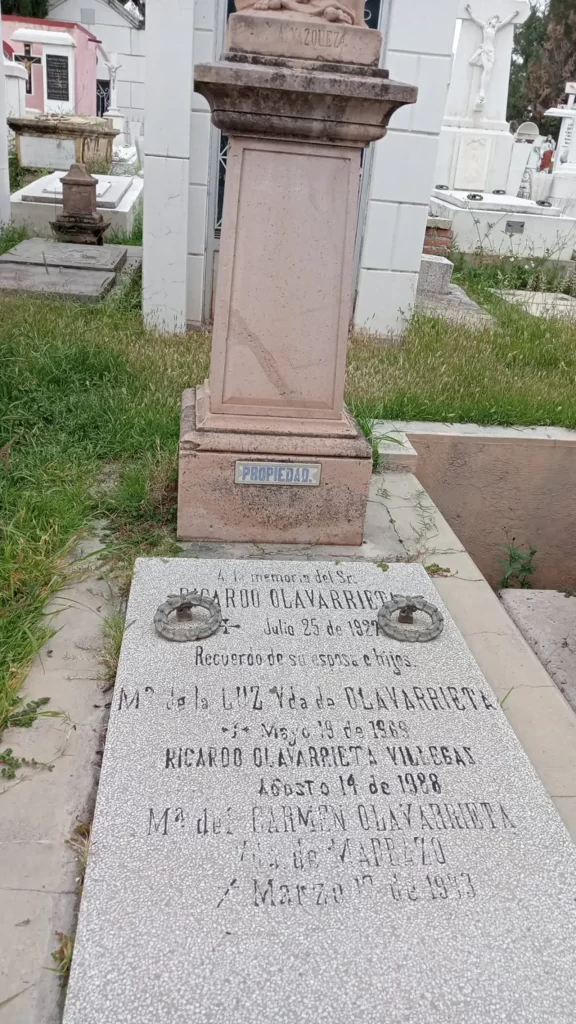 PROPIEDAD.
A la memoria del Sr.
RICARDO OLAVARRIETA
Julio 25 de 1927
Recuerdo de su esposa e hijos.
Mª de la LUZ Vda de OLAVARRIETA
Mayo 19 de 1969
RICARDO OLAVARRIETA VILLEGAS
Agosto 14 de 1988
Mª del CARMEN OLAVARRIETA
Vda de
Marzo de